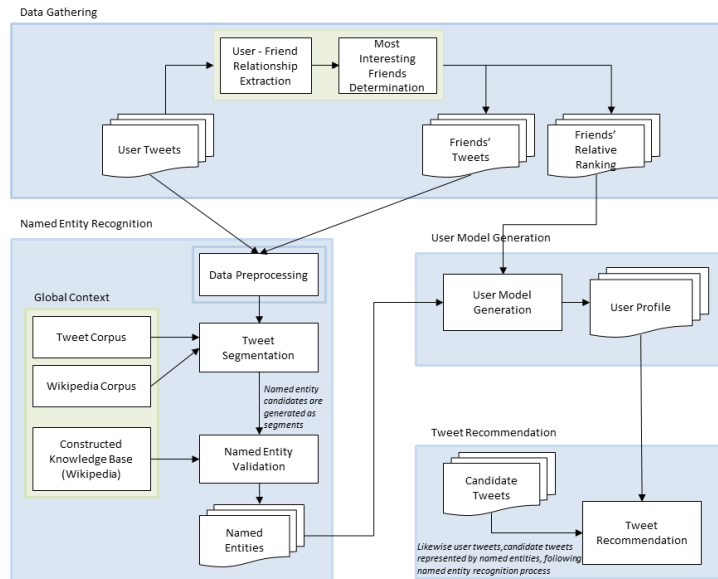 Data Gathering
User - Friend
Relationship
Extraction
Most
Interesting
Friends
Determination
User Tweets
Friends'
Tweets
Friends'
Relative
Ranking
Named Entity Recognition
User Model Generation
Data Preprocessing
Global Context
Tweet Corpus
Tweet
Segmentation
Wikipedia Corpus
Named entity
candidates are
generated as
segments
Constructed
Knowledge Base
(Wikipedia)
Named Entity
Validation
Named
Entities
User Model
Generation
User Profile
Tweet Recommendation
Candidate
Tweets
Tweet
Recommendation
Likewise user tweets,candidate tweets
represented by named entities, following
named entity recognition process